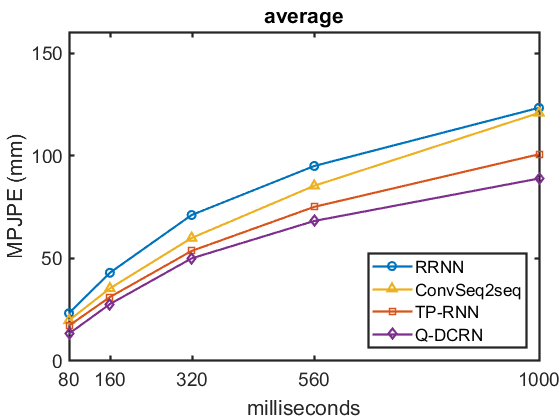 average
MPJPE (mm)
150
100
50
0
80 160 320 560 1000
milliseconds
RRNN
ConvSeq2seq
TP-RNN
Q-DCRN